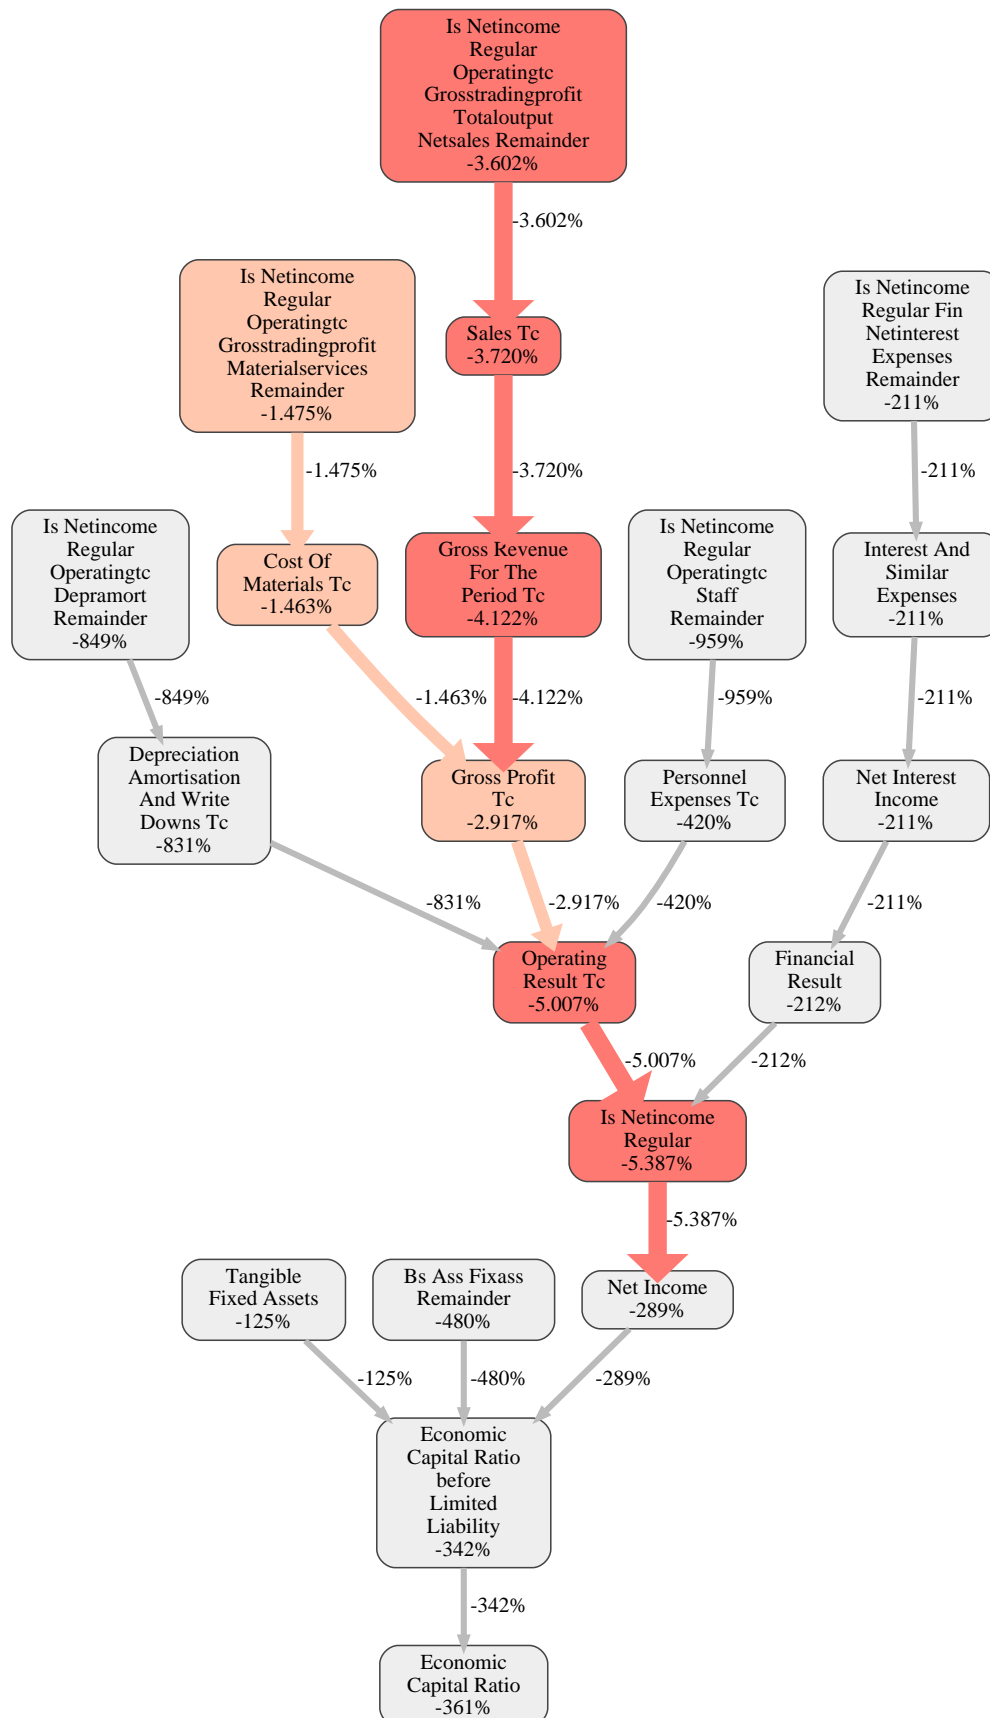 Is Netincome
Regular
Operatingtc
Grosstradingprofit
Totaloutput
Netsales Remainder
-3.602%
-3.602%
Is Netincome
Regular
Operatingtc
Grosstradingprofit
Materialservices
Remainder
-1.475%
Sales Tc
-3.720%
Is Netincome
Regular Fin
Netinterest
Expenses
Remainder
-211%
-1.475%
-3.720%
-211%
Is Netincome
Regular
Operatingtc
Depramort
Remainder
-849%
Cost Of
Materials Tc
-1.463%
Gross Revenue
For The
Period Tc
-4.122%
Is Netincome
Regular
Operatingtc
Staff
Remainder
-959%
Interest And
Similar
Expenses
-211%
-849%
-1.463%
-4.122%
-959%
-211%
Depreciation
Amortisation
And Write
Downs Tc
-831%
Gross Profit
Tc
-2.917%
Personnel
Expenses Tc
-420%
Net Interest
Income
-211%
-831%
-2.917%
-420%
-211%
Operating
Result Tc
-5.007%
Financial
Result
-212%
-5.007%
-212%
Is Netincome
Regular
-5.387%
-5.387%
Tangible
Fixed Assets
-125%
Bs Ass Fixass
Remainder
-480%
Net Income
-289%
-125%
-480%
-289%
Economic
Capital Ratio
before
Limited
Liability
-342%
-342%
Economic
Capital Ratio
-361%